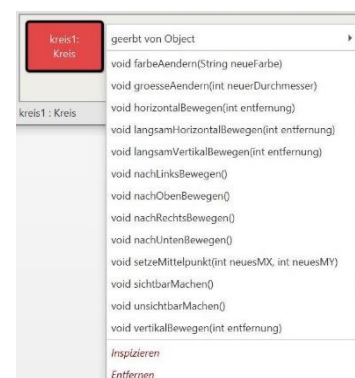 kreis1:
Kreis
kreis1 : Kreis
geerbt von Object
void farbeAendern(String neueFarbe)
void groesseAendern(int neuerDurchmesser)
void horizontalBewegen(int entfernung)
void langsamHorizontalBewegen(int entfernung)
void langsamVertikalBewegen(int entfernung)
void nachLinksBewegen()
void nachObenBewegen()
void nachRechtsBewegen()
void nachUntenBewegen()
void setzeMittelpunkt(int neuesMX, int neuesMY)
void sichtbarMachen()
void unsichtbarMachen()
void vertikalBewegen(int entfernung)
Inspizieren
Entfernen